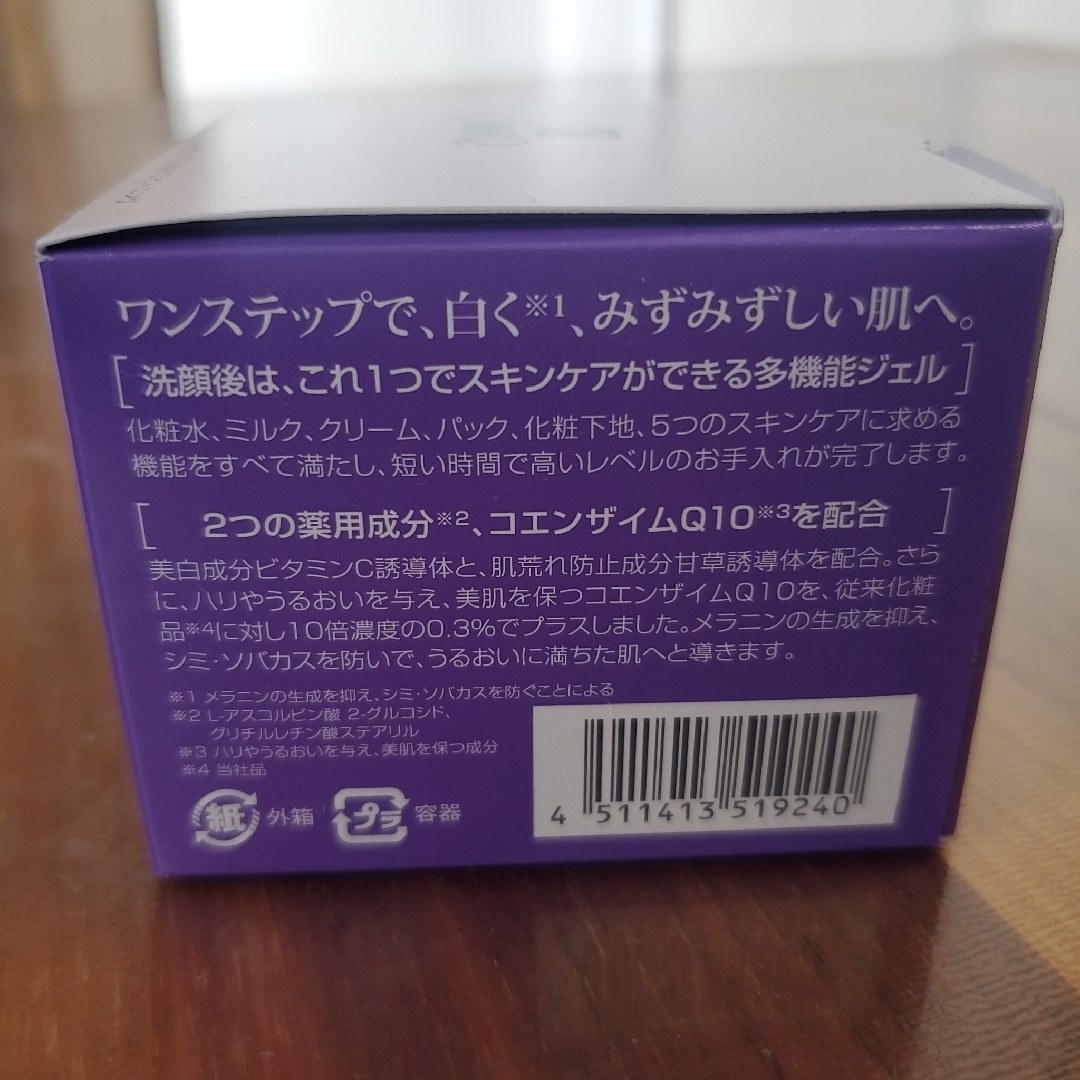 ワンステップで、白く※1、みずみずしい肌へ。
洗顔後は、これ1つでスキンケアができる多機能ジェル
化粧水、ミルク、クリーム、パック、化粧下地、5つのスキンケアに求める
機能をすべて満たし、短い時間で高いレベルのお手入れが完了します。
2つの薬用成分※2、コエンザイムQ10※3を配合
美白成分ビタミンC誘導体と、肌荒れ防止成分甘草誘導体を配合。さら
に、ハリやうるおいを与え、美肌を保つコエンザイムQ10を、従来化粧
品※4に対し10倍濃度の0.3%でプラスしました。メラニンの生成を抑え、
シミ・ソバカスを防いで、うるおいに満ちた肌へと導きます。
※1 メラニンの生成を抑え、シミ・ソバカスを防ぐことによる
※2 L-アスコルビン酸 2-グルコシド、
グリチルレチン酸ステアリル
※3 ハリやうるおいを与え、美肌を保つ成分
※4 当社品
紙 外箱 プラ 容器
4 511413 519240